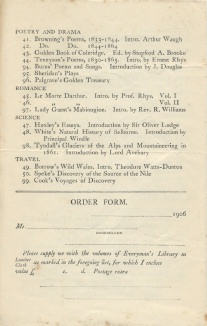 POETRY AND DRAMA
41. Browning's Poems, 1833-1844. Intro. Arthur Waugh
42. Do. Do. 1844-1864
43. Golden Book of Coleridge. Ed. by Stopford A. Brooke
44. Tennyson's Poems, 1830-1863. Intro. by Ernest Rhys
94. Burns' Poems and Songs. Introduction by J. Douglas
95. Sheridan's Plays
96. Palgrave's Golden Treasury
ROMANCE
45. Le Morte Darthur. Intro. by Prof. Rhys. Vol. I
46. " " " Vol. II
97. Lady Guest's Mabinogion. Intro. by Rev. R. Williams
SCIENCE
47. Huxley's Essays. Introduction by Sir Oliver Lodge
48. White's Natural History of Selborne. Introduction by
Principal Windle
98. Tyndall's Glaciers of the Alps and Mountaineering in
1861. Introduction by Lord Avebury
TRAVEL
49. Borrow's Wild Wales. Intro. Theodore Watts-Dunton
50. Speke's Discovery of the Source of the Nile
99. Cook's Voyages of Discovery
ORDER FORM.
1906
M
BOOKSELLER
Please supply me with the volumes of Everyman's Library in
Leather
Cloth
as marked in the foregoing list, for which I enclose
value £ s. d. Postage extra